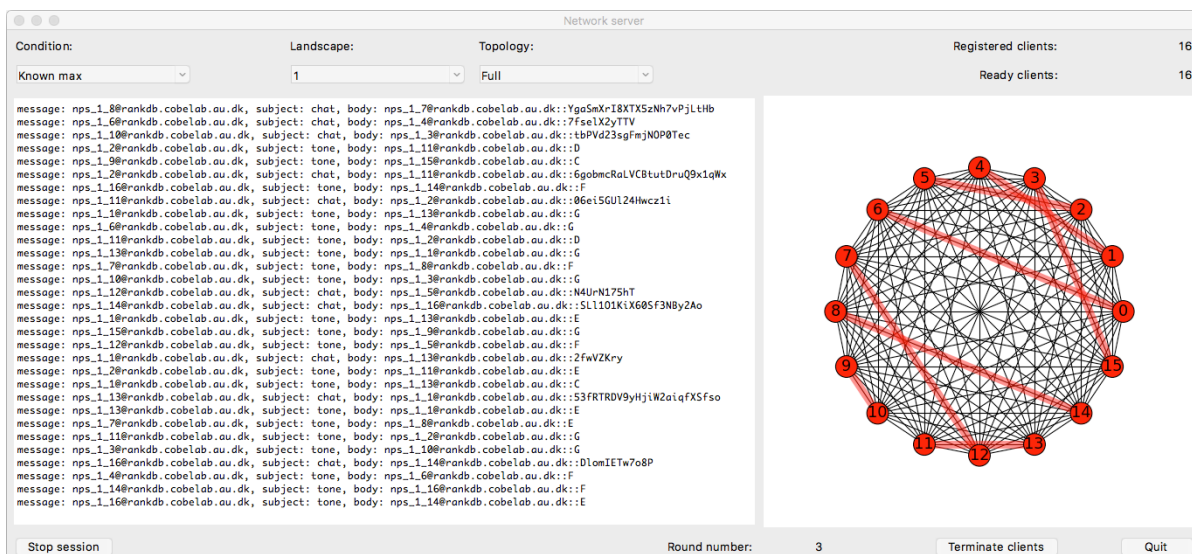 Network server
Condition: Landscape: Topology: Registered clients: 16
Known max 1 Full Ready clients: 16
message: nps_1_8@rankdb.cobelab.au.dk, subject: chat, body: nps_1_7@rankdb.cobelab.au.dk::YgaSmXrI8XTX5zNh7vPjLtHb
message: nps_1_6@rankdb.cobelab.au.dk, subject: chat, body: nps_1_4@rankdb.cobelab.au.dk::7fselX2yTTV
message: nps_1_10@rankdb.cobelab.au.dk, subject: chat, body: nps_1_3@rankdb.cobelab.au.dk::tbPVd23sgFmjNOP0Tec
message: nps_1_2@rankdb.cobelab.au.dk, subject: tone, body: nps_1_11@rankdb.cobelab.au.dk::D
message: nps_1_9@rankdb.cobelab.au.dk, subject: tone, body: nps_1_15@rankdb.cobelab.au.dk::C
message: nps_1_2@rankdb.cobelab.au.dk, subject: chat, body: nps_1_11@rankdb.cobelab.au.dk::6gobmcRaLVCBtutDruQ9x1qWx
message: nps_1_16@rankdb.cobelab.au.dk, subject: tone, body: nps_1_14@rankdb.cobelab.au.dk::F
message: nps_1_11@rankdb.cobelab.au.dk, subject: chat, body: nps_1_2@rankdb.cobelab.au.dk::06eiSGUl24Hwcz1i
message: nps_1_1@rankdb.cobelab.au.dk, subject: tone, body: nps_1_13@rankdb.cobelab.au.dk::G
message: nps_1_6@rankdb.cobelab.au.dk, subject: tone, body: nps_1_4@rankdb.cobelab.au.dk::G
message: nps_1_11@rankdb.cobelab.au.dk, subject: tone, body: nps_1_2@rankdb.cobelab.au.dk::D
message: nps_1_13@rankdb.cobelab.au.dk, subject: tone, body: nps_1_1@rankdb.cobelab.au.dk::G
message: nps_1_7@rankdb.cobelab.au.dk, subject: tone, body: nps_1_8@rankdb.cobelab.au.dk::F
message: nps_1_10@rankdb.cobelab.au.dk, subject: tone, body: nps_1_3@rankdb.cobelab.au.dk::G
message: nps_1_12@rankdb.cobelab.au.dk, subject: chat, body: nps_1_5@rankdb.cobelab.au.dk::N4UrN175hT
message: nps_1_14@rankdb.cobelab.au.dk, subject: chat, body: nps_1_16@rankdb.cobelab.au.dk::SLl1O1KiX60Sf3NBy2Ao
message: nps_1_1@rankdb.cobelab.au.dk, subject: tone, body: nps_1_13@rankdb.cobelab.au.dk::E
message: nps_1_15@rankdb.cobelab.au.dk, subject: tone, body: nps_1_9@rankdb.cobelab.au.dk::G
message: nps_1_12@rankdb.cobelab.au.dk, subject: tone, body: nps_1_5@rankdb.cobelab.au.dk::F
message: nps_1_1@rankdb.cobelab.au.dk, subject: chat, body: nps_1_13@rankdb.cobelab.au.dk::2fwVZKry
message: nps_1_2@rankdb.cobelab.au.dk, subject: tone, body: nps_1_11@rankdb.cobelab.au.dk::E
message: nps_1_1@rankdb.cobelab.au.dk, subject: tone, body: nps_1_13@rankdb.cobelab.au.dk::C
message: nps_1_13@rankdb.cobelab.au.dk, subject: chat, body: nps_1_1@rankdb.cobelab.au.dk::53fRTRDV9yHjiW2aiqfXSfso
message: nps_1_13@rankdb.cobelab.au.dk, subject: tone, body: nps_1_1@rankdb.cobelab.au.dk::E
message: nps_1_7@rankdb.cobelab.au.dk, subject: tone, body: nps_1_8@rankdb.cobelab.au.dk::E
message: nps_1_11@rankdb.cobelab.au.dk, subject: tone, body: nps_1_2@rankdb.cobelab.au.dk::G
message: nps_1_3@rankdb.cobelab.au.dk, subject: tone, body: nps_1_10@rankdb.cobelab.au.dk::G
message: nps_1_16@rankdb.cobelab.au.dk, subject: chat, body: nps_1_14@rankdb.cobelab.au.dk::DlomIETw7o8P
message: nps_1_4@rankdb.cobelab.au.dk, subject: tone, body: nps_1_6@rankdb.cobelab.au.dk::F
message: nps_1_14@rankdb.cobelab.au.dk, subject: tone, body: nps_1_16@rankdb.cobelab.au.dk::F
message: nps_1_16@rankdb.cobelab.au.dk, subject: tone, body: nps_1_14@rankdb.cobelab.au.dk::E
4
5 3
6 2
7 1
8 0
9 15
10 14
11 13
12
Stop session Round number: 3 Terminate clients Quit